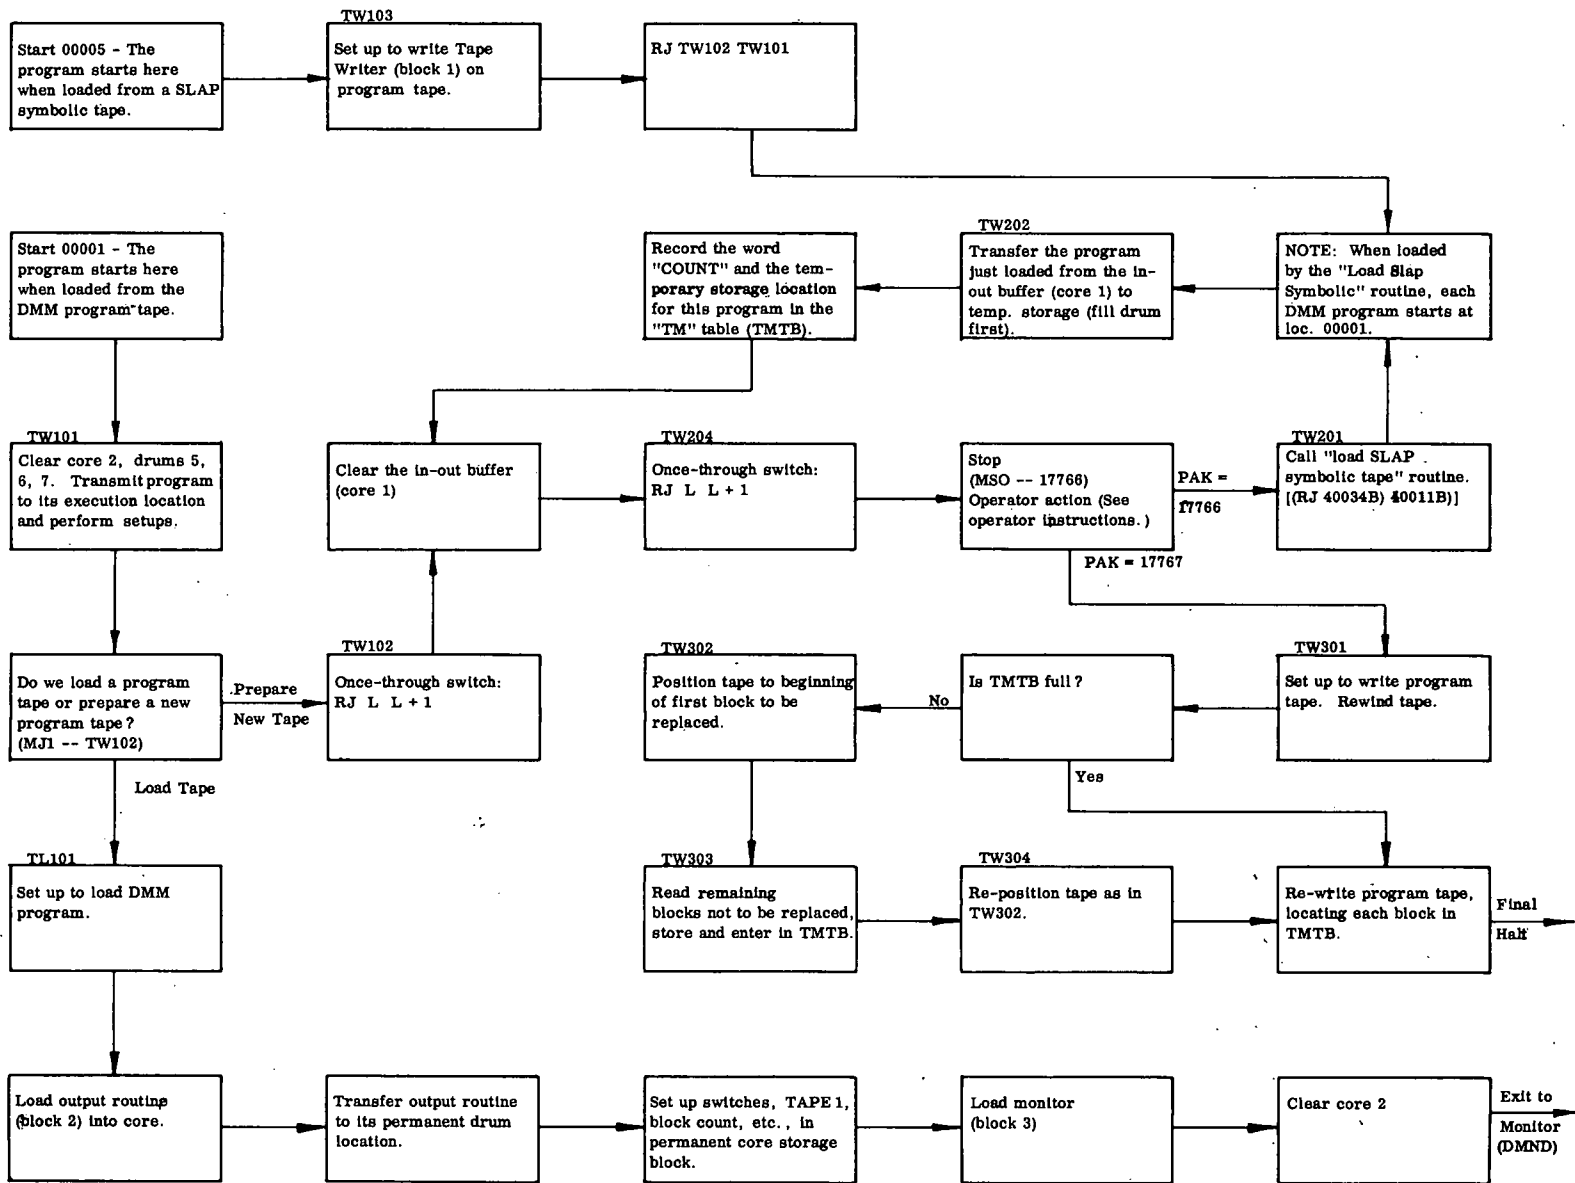 TW103
Start 00005 - The
program starts here
when loaded from a SLAP
symbolic tape.
Set up to write Tape
Writer (block 1) on
program tape.
RJ TW102 TW101
Start 00001 - The
program starts here
when loaded from the
DMM program tape.
Record the word
"COUNT" and the tem-
porary storage location
for this program in the
"TM" table (TMTB).
TW202
Transfer the program
just loaded from the in-
out buffer (core 1) to
temp. storage (fill drum
first).
NOTE: When loaded
by the "Load Slap
Symbolic" routine, each
DMM program starts at
loc. 00001.
TW101
Clear core 2, drums 5,
6, 7. Transmit program
to its execution location
and perform setups.
Clear the in-out buffer
(core 1)
TW204
Once-through switch:
RJ L L + 1
Stop
(MSO -- 17766)
Operator action (See
operator instructions.)
PAK =
17766
TW201
Call "load SLAP
symbolic tape" routine.
[(RJ 40034B) 40011B)]
PAK = 17767
Do we load a program
tape or prepare a new
program tape?
(MJ1 -- TW102)
Prepare
New Tape
TW102
Once-through switch:
RJ L L + 1
TW302
Position tape to beginning
of first block to be
replaced.
No
Is TMTB full?
TW301
Set up to write program
tape. Rewind tape.
Yes
Load Tape
TL101
Set up to load DMM
program.
TW303
Read remaining
blocks not to be replaced,
store and enter in TMTB.
TW304
Re-position tape as in
TW302.
Re-write program tape,
locating each block in
TMTB.
Final
Halt
Load output routine
(block 2) into core.
Transfer output routine
to its permanent drum
location.
Set up switches, TAPE 1,
block count, etc., in
permanent core storage
block.
Load monitor
(block 3)
Clear core 2
Exit to
Monitor
(DMND)